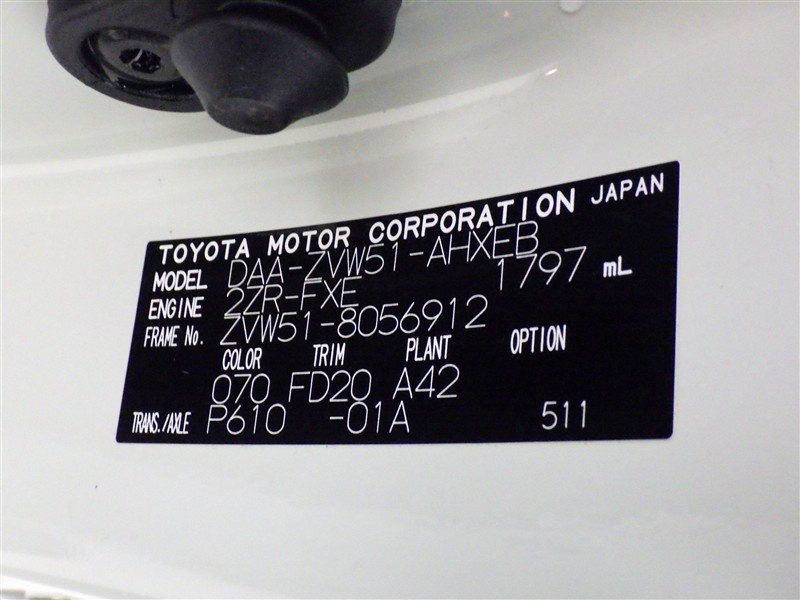 TOYOTA MOTOR CORPORATION JAPAN
MODEL DAA-ZVW51-AHXEB
ENGINE 2ZR-FXE 1797 mL
FRAME No. ZVW51-8056912
COLOR TRIM PLANT OPTION
070 FD20 A42
TRANS./AXLE P610 -01A 511